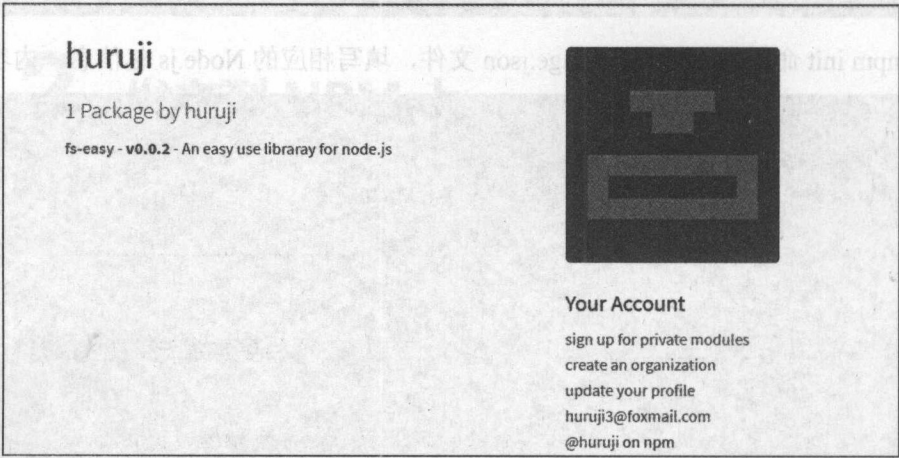 huruji
1 Package by huruji
fs-easy - v0.0.2 - An easy use libraray for node.js
Your Account
sign up for private modules
create an organization
update your profile
huruji3@foxmail.com
@huruji on npm